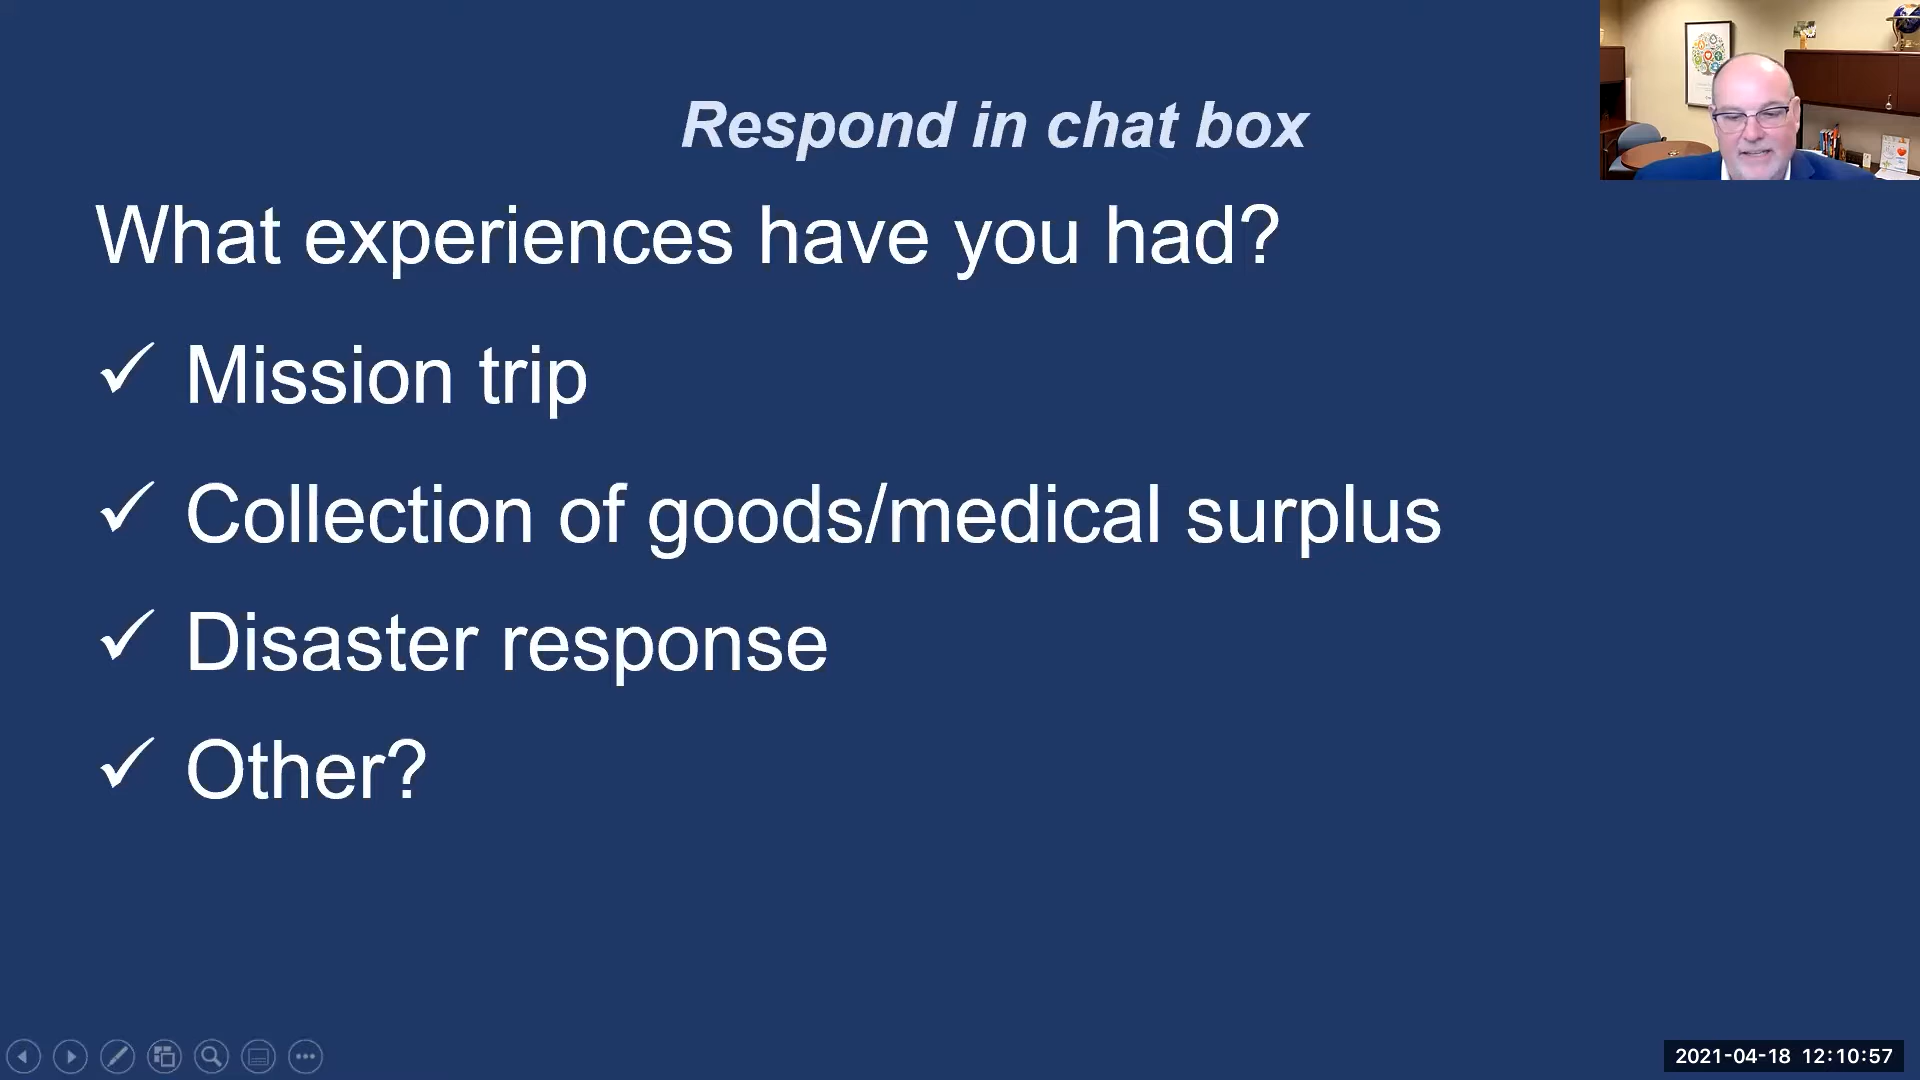 Respond in chat box
What experiences have you had?
✓ Mission trip
✓ Collection of goods/medical surplus
✓ Disaster response
✓ Other?
2021-04-18 12:10:57